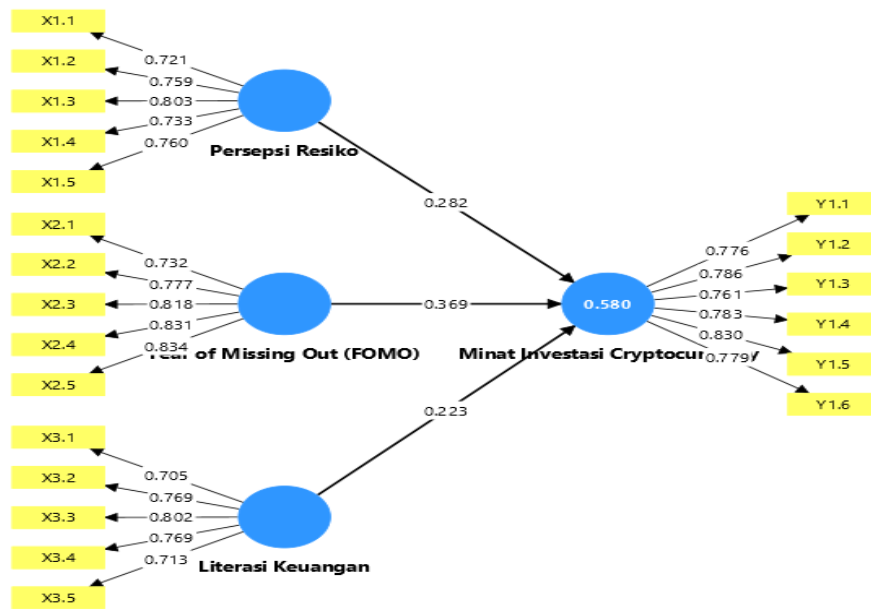 X1.1
X1.2
X1.3
X1.4
X1.5
0.721
0.759
0.803
0.733
0.760
Persepsi Resiko
0.282
X2.1
X2.2
X2.3
X2.4
X2.5
0.732
0.777
0.818
0.831
0.834
of Missing Out (FOMO)
0.369
X3.1
X3.2
X3.3
X3.4
X3.5
0.705
0.769
0.802
0.769
0.713
Literasi Keuangan
0.223
0.580
Minat Investasi
0.776
0.786
0.761
0.783
0.830
0.779
Y1.1
Y1.2
Y1.3
Y1.4
Y1.5
Y1.6